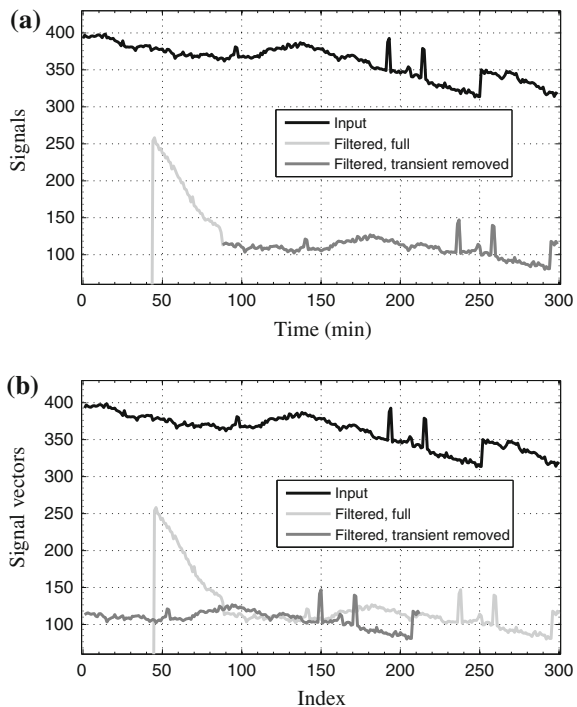 (a)
400
350
300
250
200
150
100
Signals
Input
Filtered, full
Filtered, transient removed
0 50 100 150 200 250 300
Time (min)
(b)
400
350
300
250
200
150
100
Signal vectors
Input
Filtered, full
Filtered, transient removed
0 50 100 150 200 250 300
Index